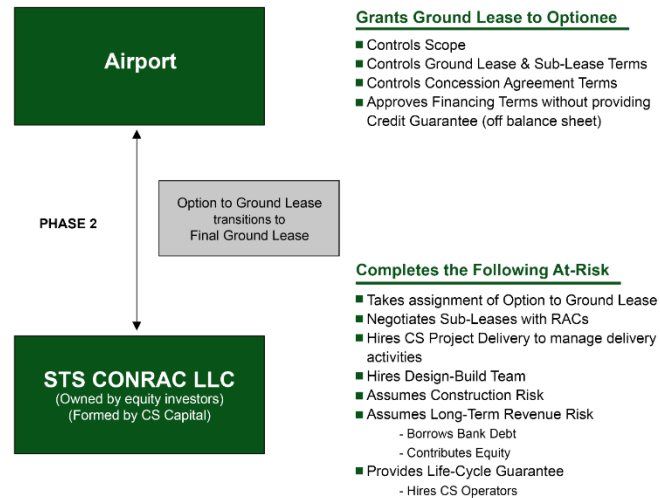 Airport
Grants Ground Lease to Optionee
■ Controls Scope
■ Controls Ground Lease & Sub-Lease Terms
■ Controls Concession Agreement Terms
■ Approves Financing Terms without providing
Credit Guarantee (off balance sheet)
PHASE 2
Option to Ground Lease
transitions to
Final Ground Lease
STS CONRAC LLC
(Owned by equity investors)
(Formed by CS Capital)
Completes the Following At-Risk
■ Takes assignment of Option to Ground Lease
■ Negotiates Sub-Leases with RACs
■ Hires CS Project Delivery to manage delivery
activities
■ Hires Design-Build Team
■ Assumes Construction Risk
■ Assumes Long-Term Revenue Risk
- Borrows Bank Debt
- Contributes Equity
■ Provides Life-Cycle Guarantee
- Hires CS Operators